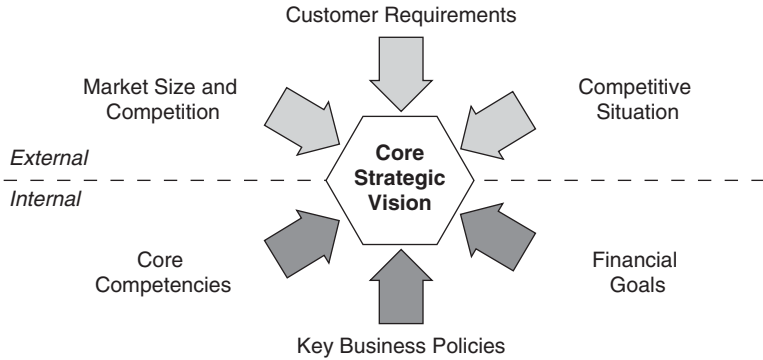 Customer Requirements
Market Size and
Competition
Competitive
Situation
External
Core
Strategic
Vision
Internal
Core
Competencies
Financial
Goals
Key Business Policies